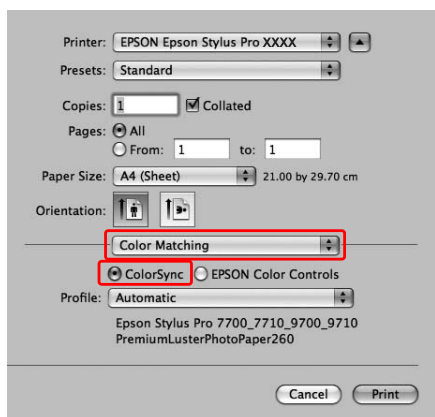 Printer: EPSON Epson Stylus Pro XXXX
Presets: Standard
Copies: 1 Collated
Pages: All
From: 1 to: 1
Paper Size: A4 (Sheet) 21.00 by 29.70 cm
Orientation:
Color Matching
ColorSync EPSON Color Controls
Profile: Automatic
Epson Stylus Pro 7700_7710_9700_9710
PremiumLusterPhotoPaper260
Cancel Print